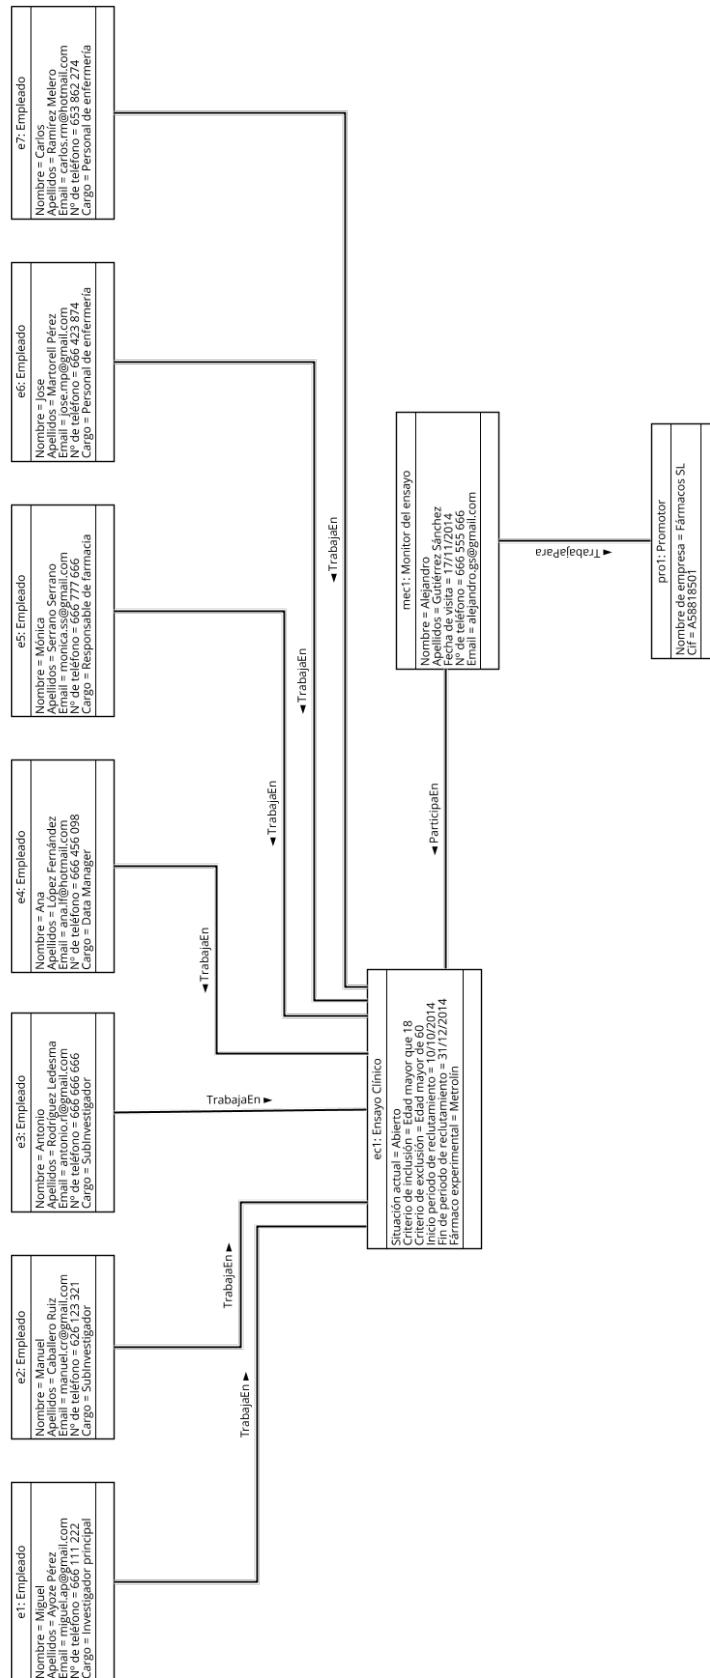 e1: Empleado
Nombre = Miguel
Apellidos = Ayoze Pérez
Email = miguel.ap@gmail.com
Nº de teléfono = 666 111 222
Cargo = Investigador principal
e2: Empleado
Nombre = Manuel
Apellidos = Caballero Ruiz
Email = manuel.cr@gmail.com
Nº de teléfono = 626 123 321
Cargo = SubInvestigador
e3: Empleado
Nombre = Antonio
Apellidos = Rodríguez Ledesma
Email = antonio.rl@gmail.com
Nº de teléfono = 666 666 666
Cargo = SubInvestigador
e4: Empleado
Nombre = Ana
Apellidos = López Fernández
Email = ana.lf@hotmail.com
Nº de teléfono = 666 456 098
Cargo = Data Manager
e5: Empleado
Nombre = Mónica
Apellidos = Serrano Serrano
Email = monica.ss@gmail.com
Nº de teléfono = 666 777 666
Cargo = Responsable de farmacia
e6: Empleado
Nombre = Jose
Apellidos = Martorell Pérez
Email = jose.mp@gmail.com
Nº de teléfono = 666 423 874
Cargo = Personal de enfermería
e7: Empleado
Nombre = Carlos
Apellidos = Ramírez Melero
Email = carlos.rm@hotmail.com
Nº de teléfono = 653 862 274
Cargo = Personal de enfermería
TrabajaEn ►
TrabajaEn ►
TrabajaEn ►
◄ TrabajaEn
◄ TrabajaEn
◄ TrabajaEn
◄ TrabajaEn
ec1: Ensayo Clínico
Situación actual = Abierto
Criterio de inclusión = Edad mayor que 18
Criterio de exclusión = Edad mayor de 60
Inicio periodo de reclutamiento = 10/10/2014
Fin de periodo de reclutamiento = 31/12/2014
Fármaco experimental = Metrolín
◄ ParticipaEn
mec1: Monitor del ensayo
Nombre = Alejandro
Apellidos = Gutiérrez Sánchez
Fecha de visita = 17/11/2014
Nº de teléfono = 666 555 666
Email = alejandro.gs@gmail.com
TrabajaPara ►
pro1: Promotor
Nombre de empresa = Fármacos SL
Cif = A58818501